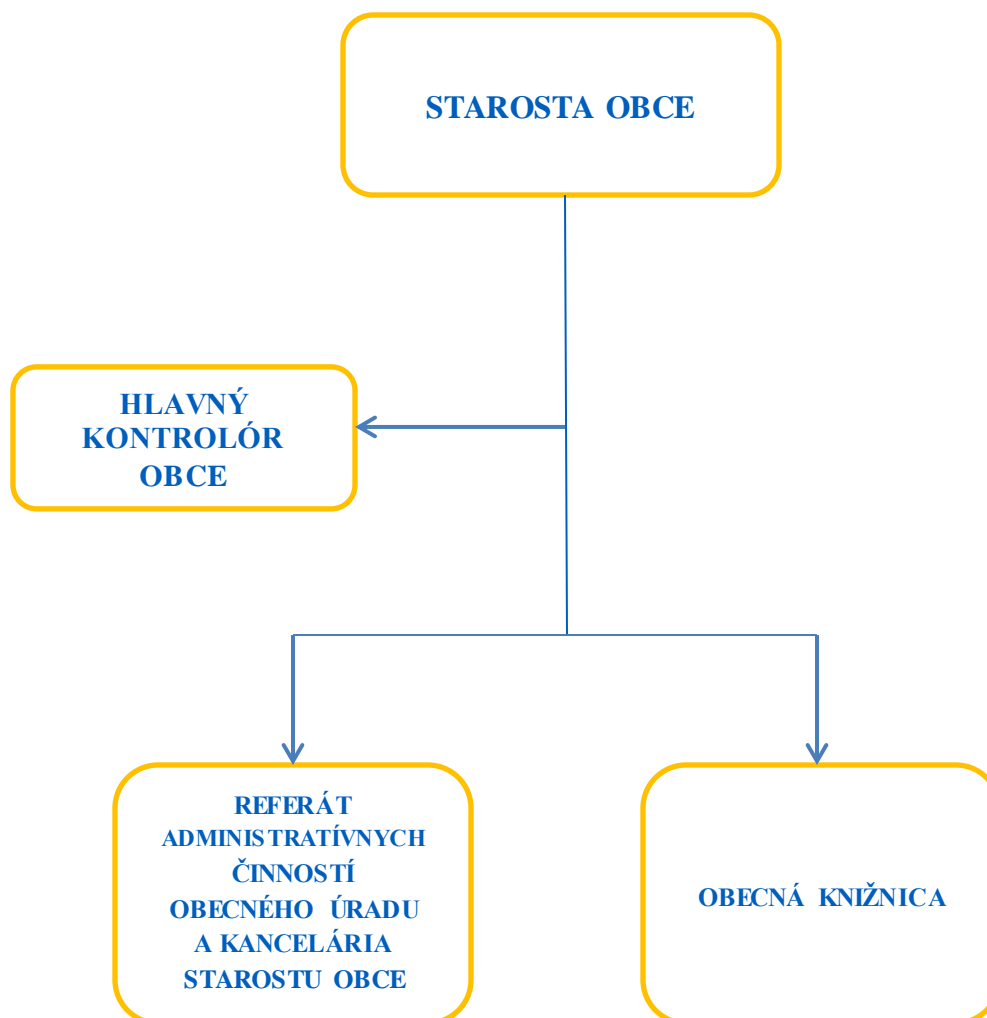 STAROSTA OBCE
HLAVNÝ
KONTROLÓR
OBCE
REFERÁT
ADMINISTRATÍVNYCH
ČINNOSTÍ
OBECNÉHO ÚRADU
A KANCELÁRIA
STAROSTU OBCE
OBECNÁ KNIŽNICA